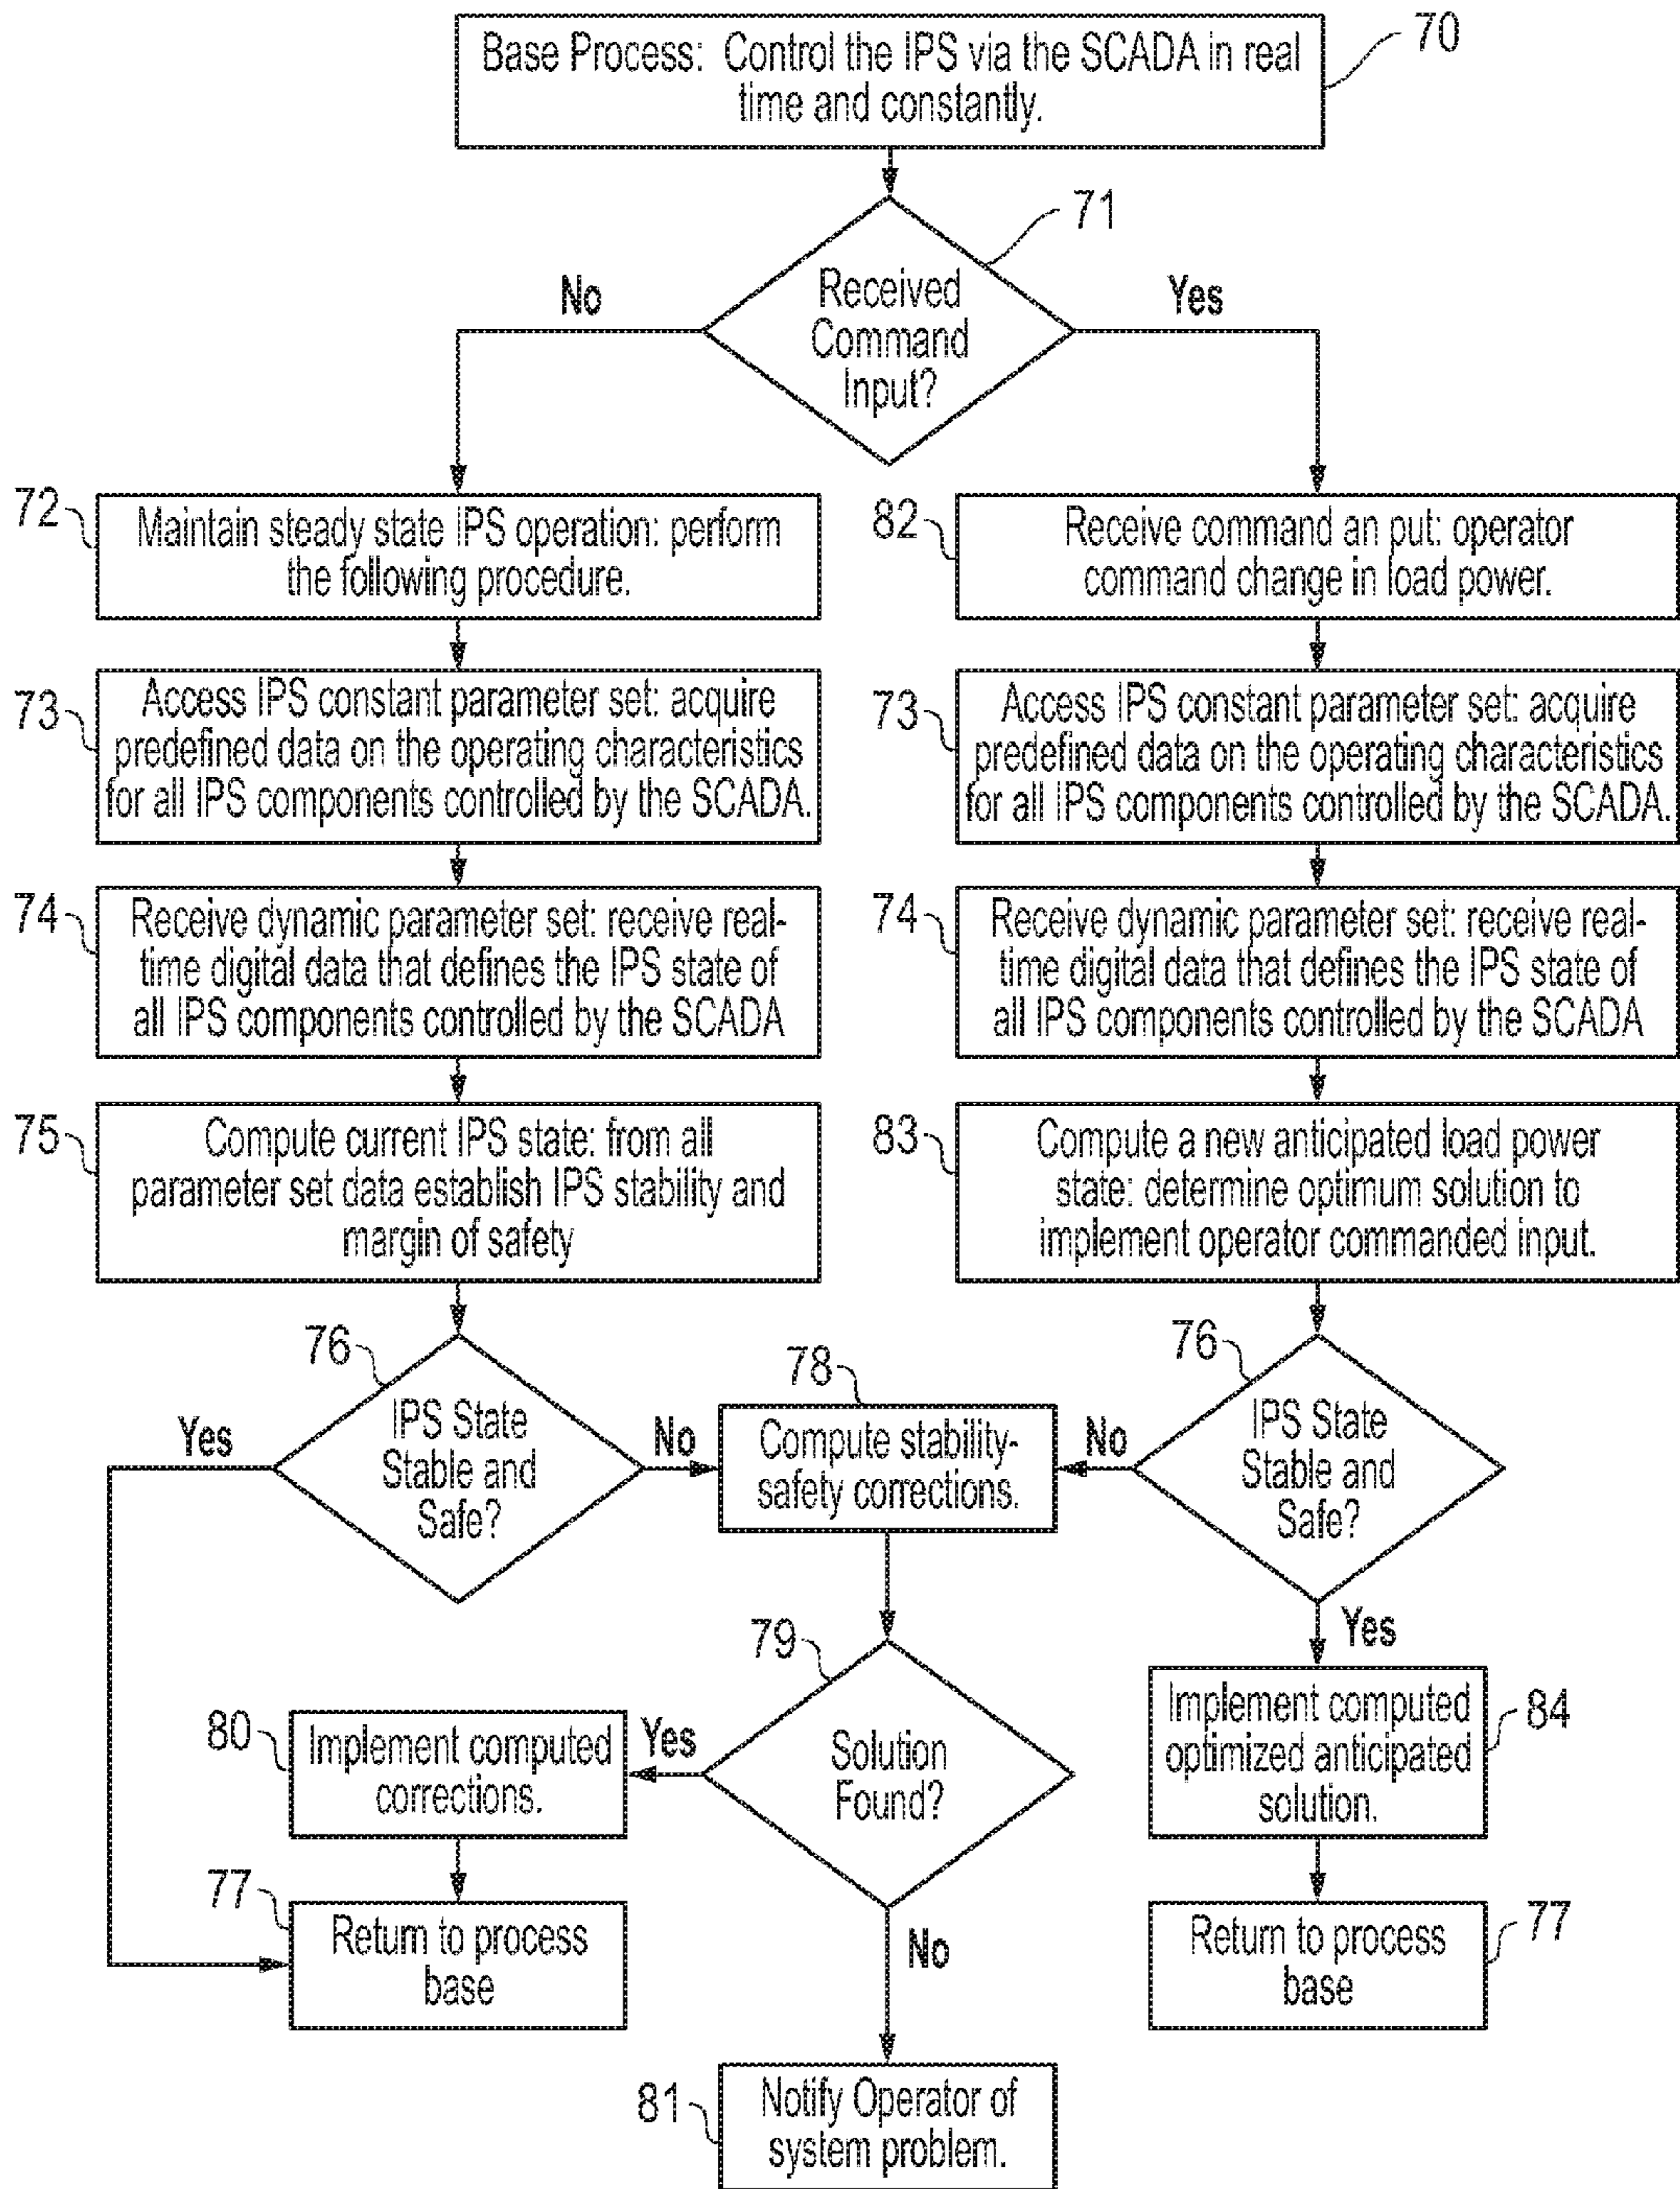 Base Process: Control the IPS via the SCADA in real
time and constantly.
70
71
Received
Command
Input?
No
Yes
72
Maintain steady state IPS operation: perform
the following procedure.
82
Receive command an put: operator
command change in load power.
73
Access IPS constant parameter set: acquire
predefined data on the operating characteristics
for all IPS components controlled by the SCADA.
73
Access IPS constant parameter set: acquire
predefined data on the operating characteristics
for all IPS components controlled by the SCADA.
74
Receive dynamic parameter set: receive real-
time digital data that defines the IPS state of
all IPS components controlled by the SCADA
74
Receive dynamic parameter set: receive real-
time digital data that defines the IPS state of
all IPS components controlled by the SCADA
75
Compute current IPS state: from all
parameter set data establish IPS stability and
margin of safety
83
Compute a new anticipated load power
state: determine optimum solution to
implement operator commanded input.
76
IPS State
Stable and
Safe?
Yes
No
78
Compute stability-
safety corrections.
76
IPS State
Stable and
Safe?
No
Yes
79
Solution
Found?
Yes
No
80
Implement computed
corrections.
84
Implement computed
optimized anticipated
solution.
77
Return to process
base
77
Return to process
base
81
Notify Operator of
system problem.